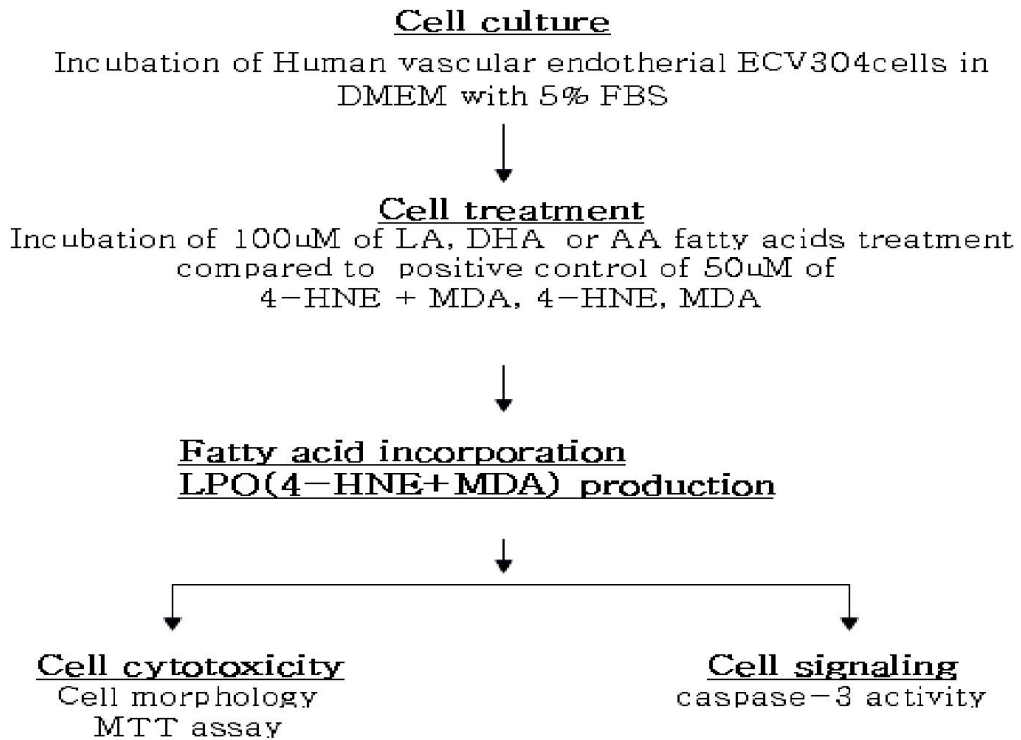 Cell culture
Incubation of Human vascular endotherial ECV304cells in
DMEM with 5% FBS
Cell treatment
Incubation of 100uM of LA, DHA or AA fatty acids treatment
compared to positive control of 50uM of
4-HNE + MDA, 4-HNE, MDA
Fatty acid incorporation
LPO(4-HNE+MDA) production
Cell cytotoxicity
Cell morphology
MTT assay
Cell signaling
caspase-3 activity